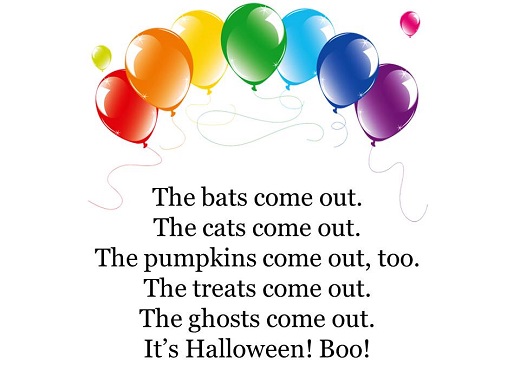 The bats come out.
The cats come out.
The pumpkins come out, too.
The treats come out.
The ghosts come out.
It’s Halloween! Boo!